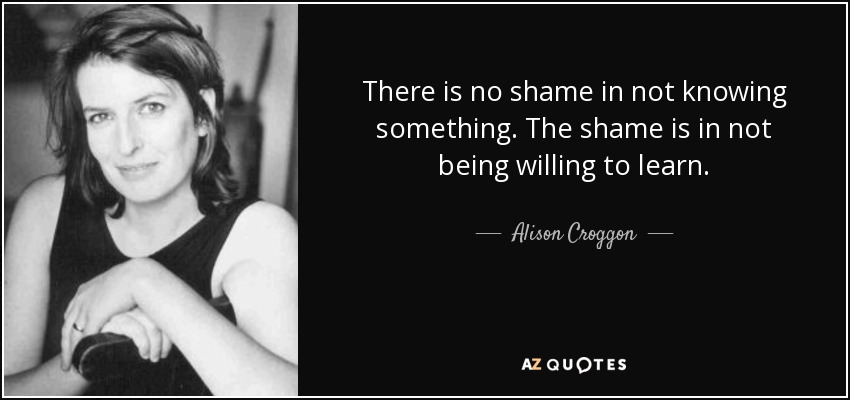 There is no shame in not knowing
something. The shame is in not
being willing to learn.
Alison Croggon
AZ QUOTES